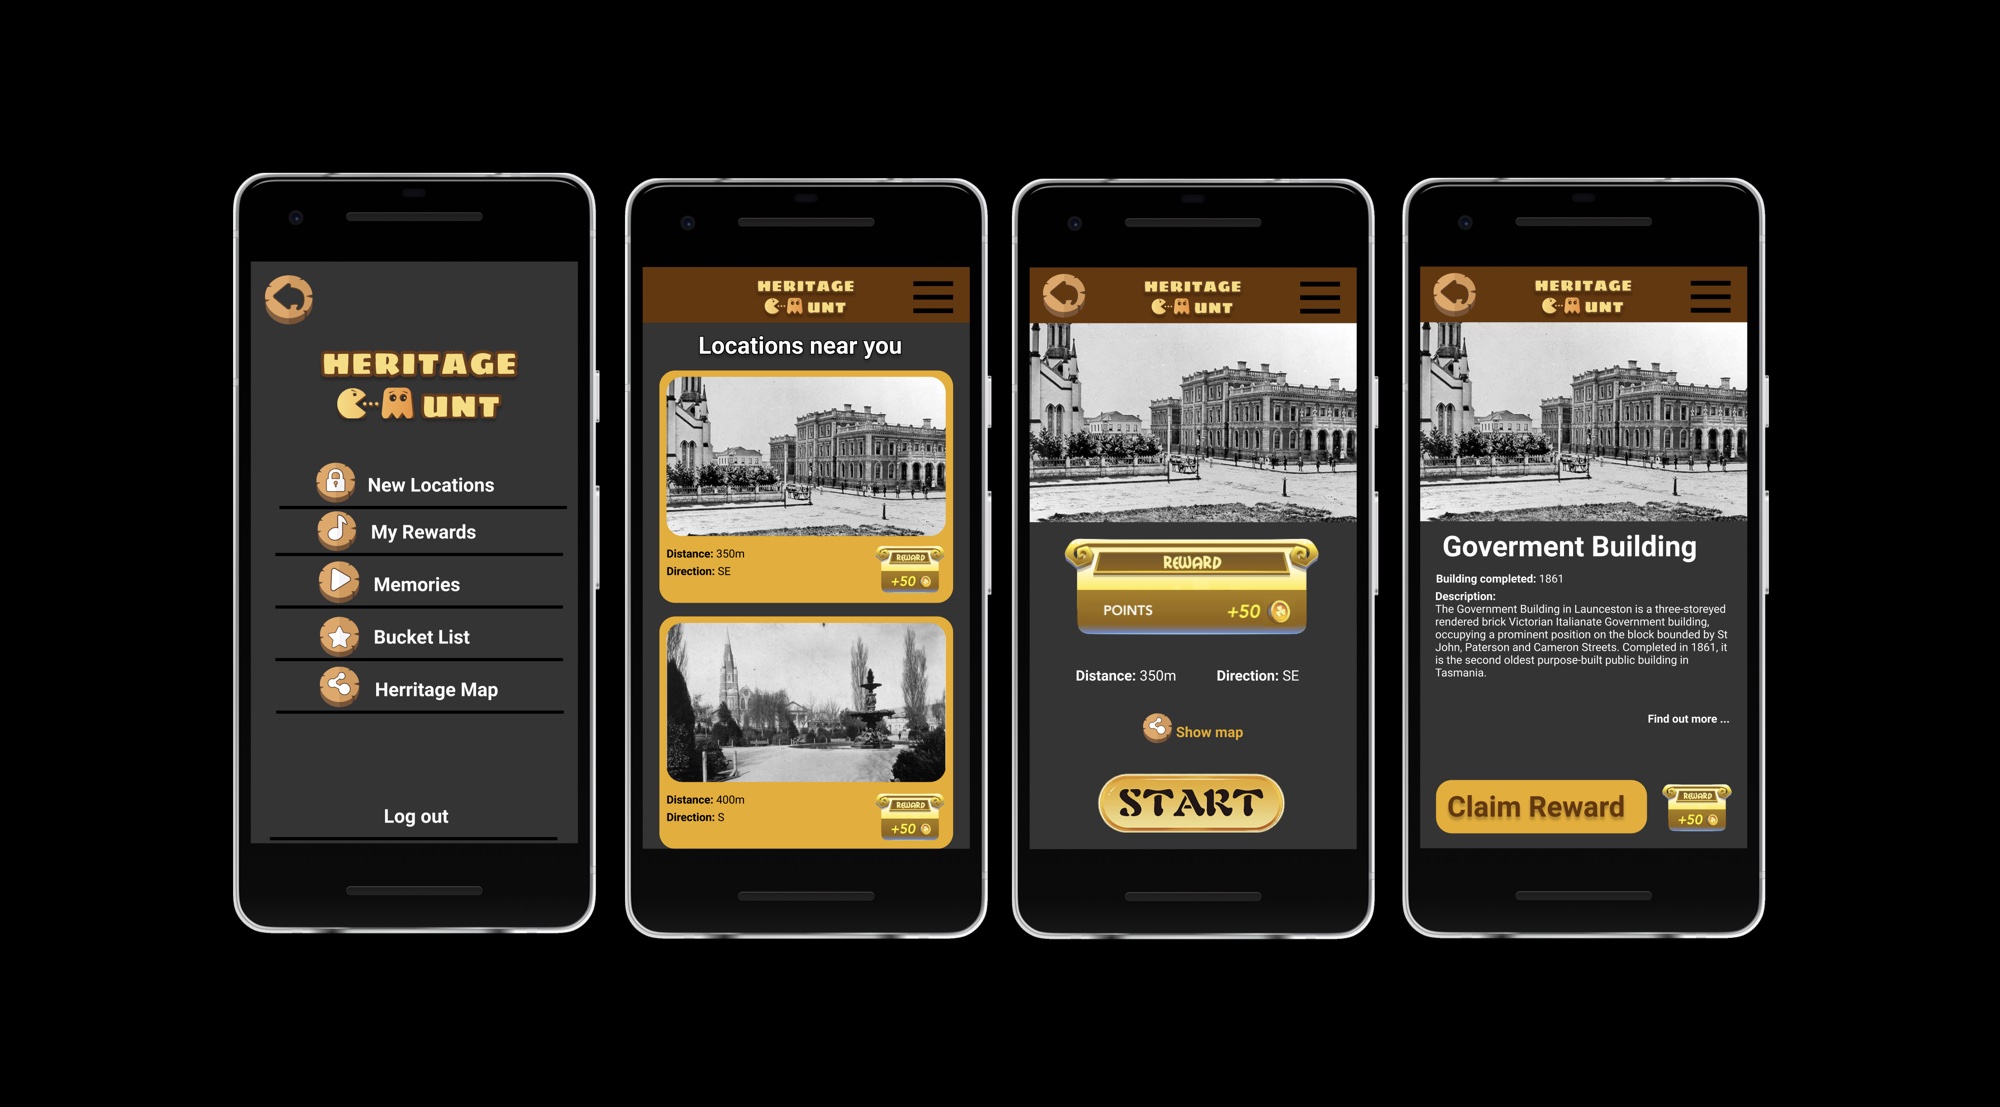 HERITAGE
UNT
New Locations
My Rewards
Memories
Bucket List
Herritage Map
Log out
HERITAGE
UNT
Locations near you
Distance: 350m
Direction: SE
REWARD
+50
Distance: 400m
Direction: S
REWARD
+50
HERITAGE
UNT
REWARD
POINTS +50
Distance: 350m Direction: SE
Show map
START
HERITAGE
UNT
Goverment Building
Building completed: 1861
Description:
The Government Building in Launceston is a three-storeyed
rendered brick Victorian Italianate Government building,
occupying a prominent position on the block bounded by St
John, Paterson and Cameron Streets. Completed in 1861, it
is the second oldest purpose-built public building in
Tasmania.
Find out more ...
Claim Reward
REWARD
+50